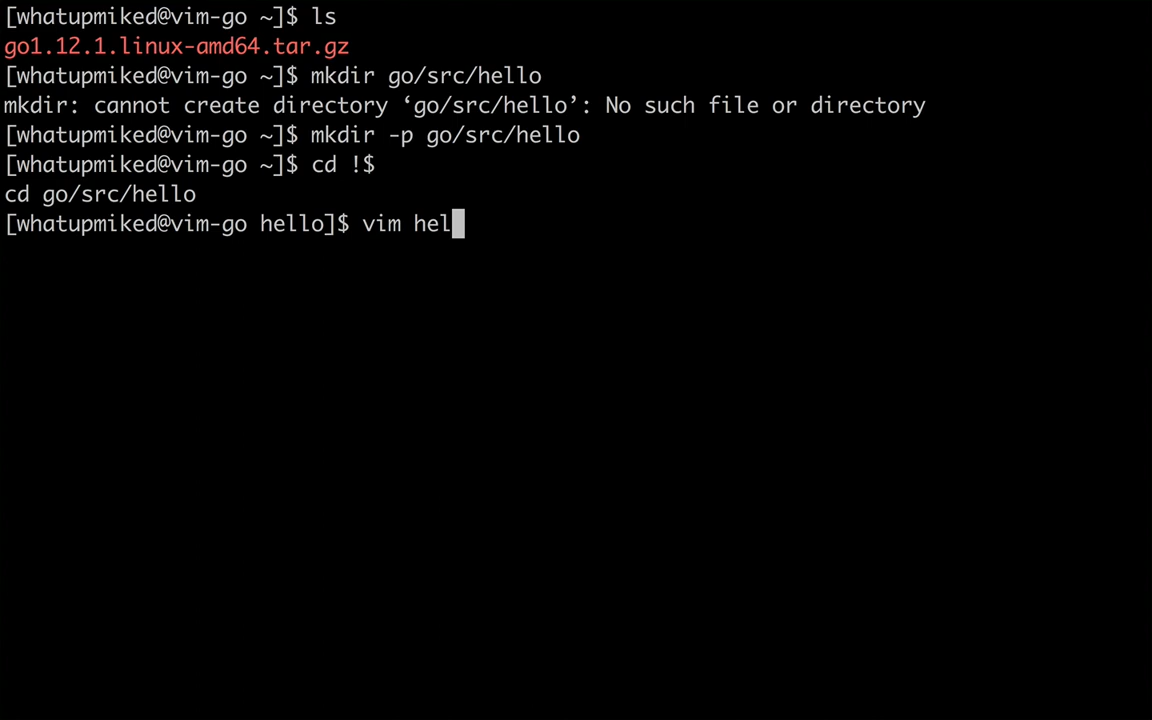 [whatupmiked@vim-go ~]$ ls
go1.12.1.linux-amd64.tar.gz
[whatupmiked@vim-go ~]$ mkdir go/src/hello
mkdir: cannot create directory ‘go/src/hello’: No such file or directory
[whatupmiked@vim-go ~]$ mkdir -p go/src/hello
[whatupmiked@vim-go ~]$ cd !$
cd go/src/hello
[whatupmiked@vim-go hello]$ vim hel